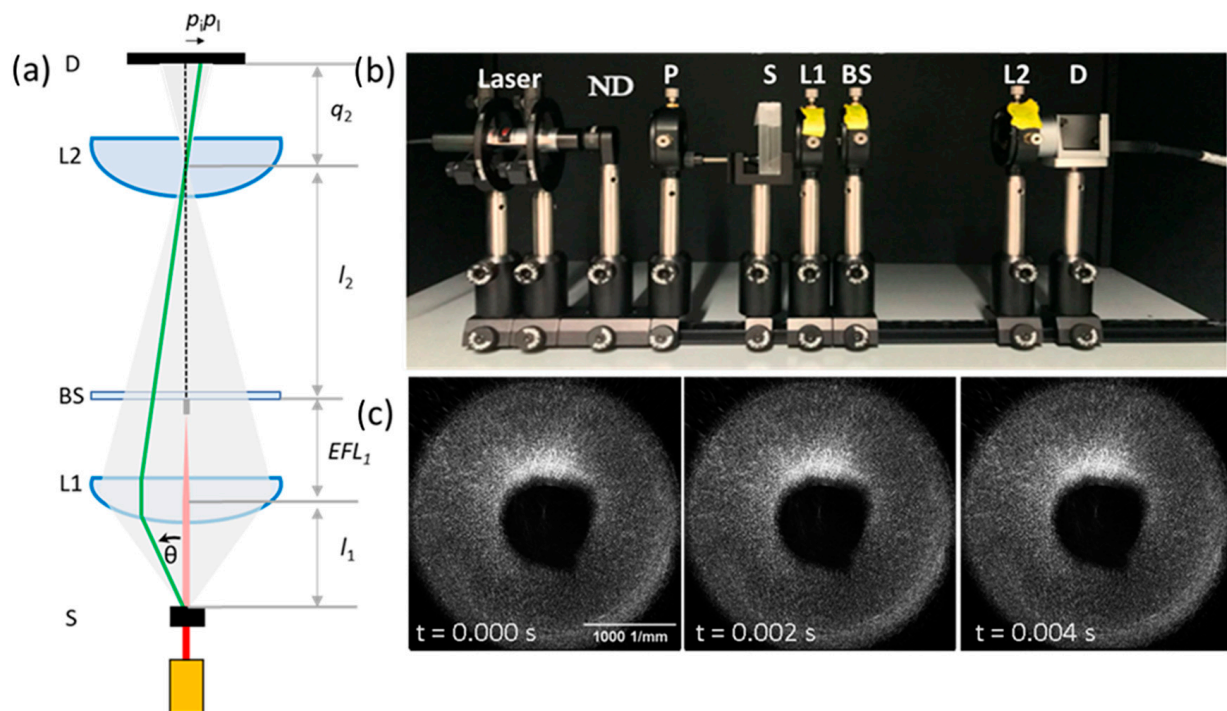 (a)
p_i p_l
D
q_2
L2
l_2
BS
EFL_1
L1
θ
l_1
S
(b)
Laser
ND
P
S
L1
BS
L2
D
(c)
t = 0.000 s
1000 1/mm
t = 0.002 s
t = 0.004 s